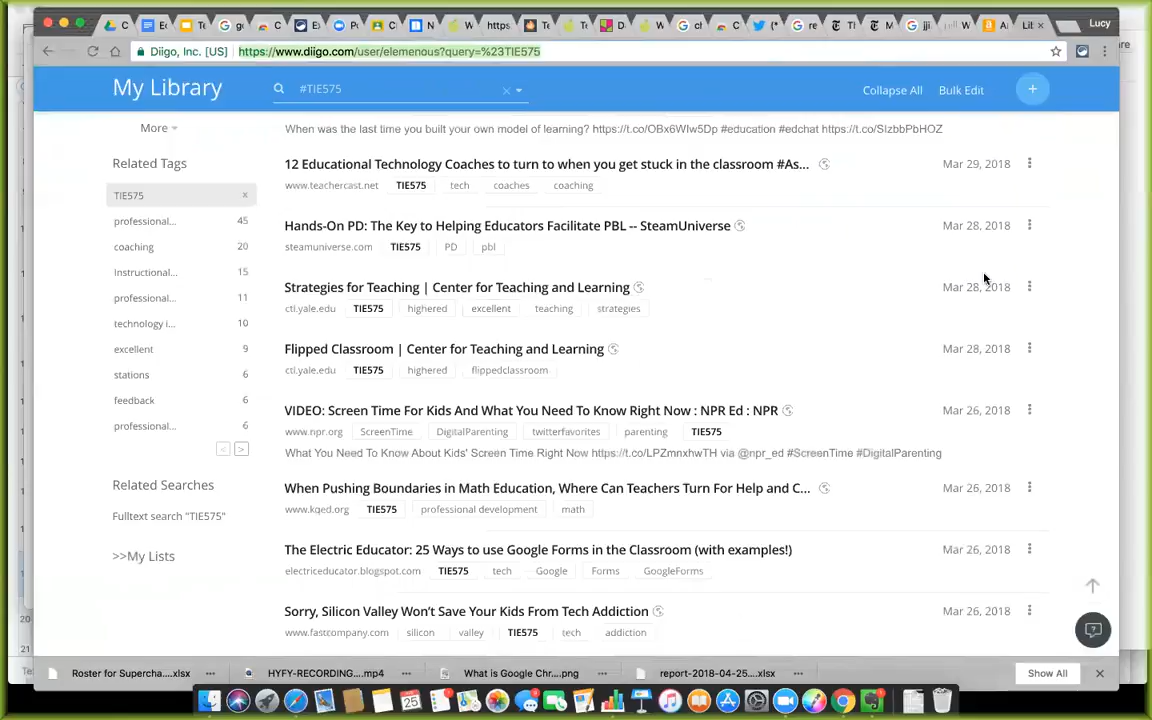 Lucy
Diigo, Inc. [US]
https://www.diigo.com/user/elemenous?query=%23TIE575
My Library
#TIE575
Collapse All
Bulk Edit
More
When was the last time you built your own model of learning? https://t.co/OBx6WIw5Dp #education #edchat https://t.co/SIzbbPbHOZ
Related Tags
TIE575
x
professional... 45
coaching 20
Instructional... 15
professional... 11
technology i... 10
excellent 9
stations 6
feedback 6
professional... 6
< >
Related Searches
Fulltext search "TIE575"
>>My Lists
12 Educational Technology Coaches to turn to when you get stuck in the classroom #As...
Mar 29, 2018
www.teachercast.net TIE575 tech coaches coaching
Hands-On PD: The Key to Helping Educators Facilitate PBL -- SteamUniverse
Mar 28, 2018
steamuniverse.com TIE575 PD pbl
Strategies for Teaching | Center for Teaching and Learning
Mar 28, 2018
ctl.yale.edu TIE575 highered excellent teaching strategies
Flipped Classroom | Center for Teaching and Learning
Mar 28, 2018
ctl.yale.edu TIE575 highered flippedclassroom
VIDEO: Screen Time For Kids And What You Need To Know Right Now : NPR Ed : NPR
Mar 26, 2018
www.npr.org ScreenTime DigitalParenting twitterfavorites parenting TIE575
What You Need To Know About Kids' Screen Time Right Now https://t.co/LPZmnxhwTH via @npr_ed #ScreenTime #DigitalParenting
When Pushing Boundaries in Math Education, Where Can Teachers Turn For Help and C...
Mar 26, 2018
www.kqed.org TIE575 professional development math
The Electric Educator: 25 Ways to use Google Forms in the Classroom (with examples!)
Mar 26, 2018
electriceducator.blogspot.com TIE575 tech Google Forms GoogleForms
Sorry, Silicon Valley Won't Save Your Kids From Tech Addiction
Mar 26, 2018
www.fastcompany.com silicon valley TIE575 tech addiction
Roster for Supercha....xlsx
HYFY-RECORDING....mp4
What is Google Chr....png
report-2018-04-25....xlsx
Show All
20
21
25